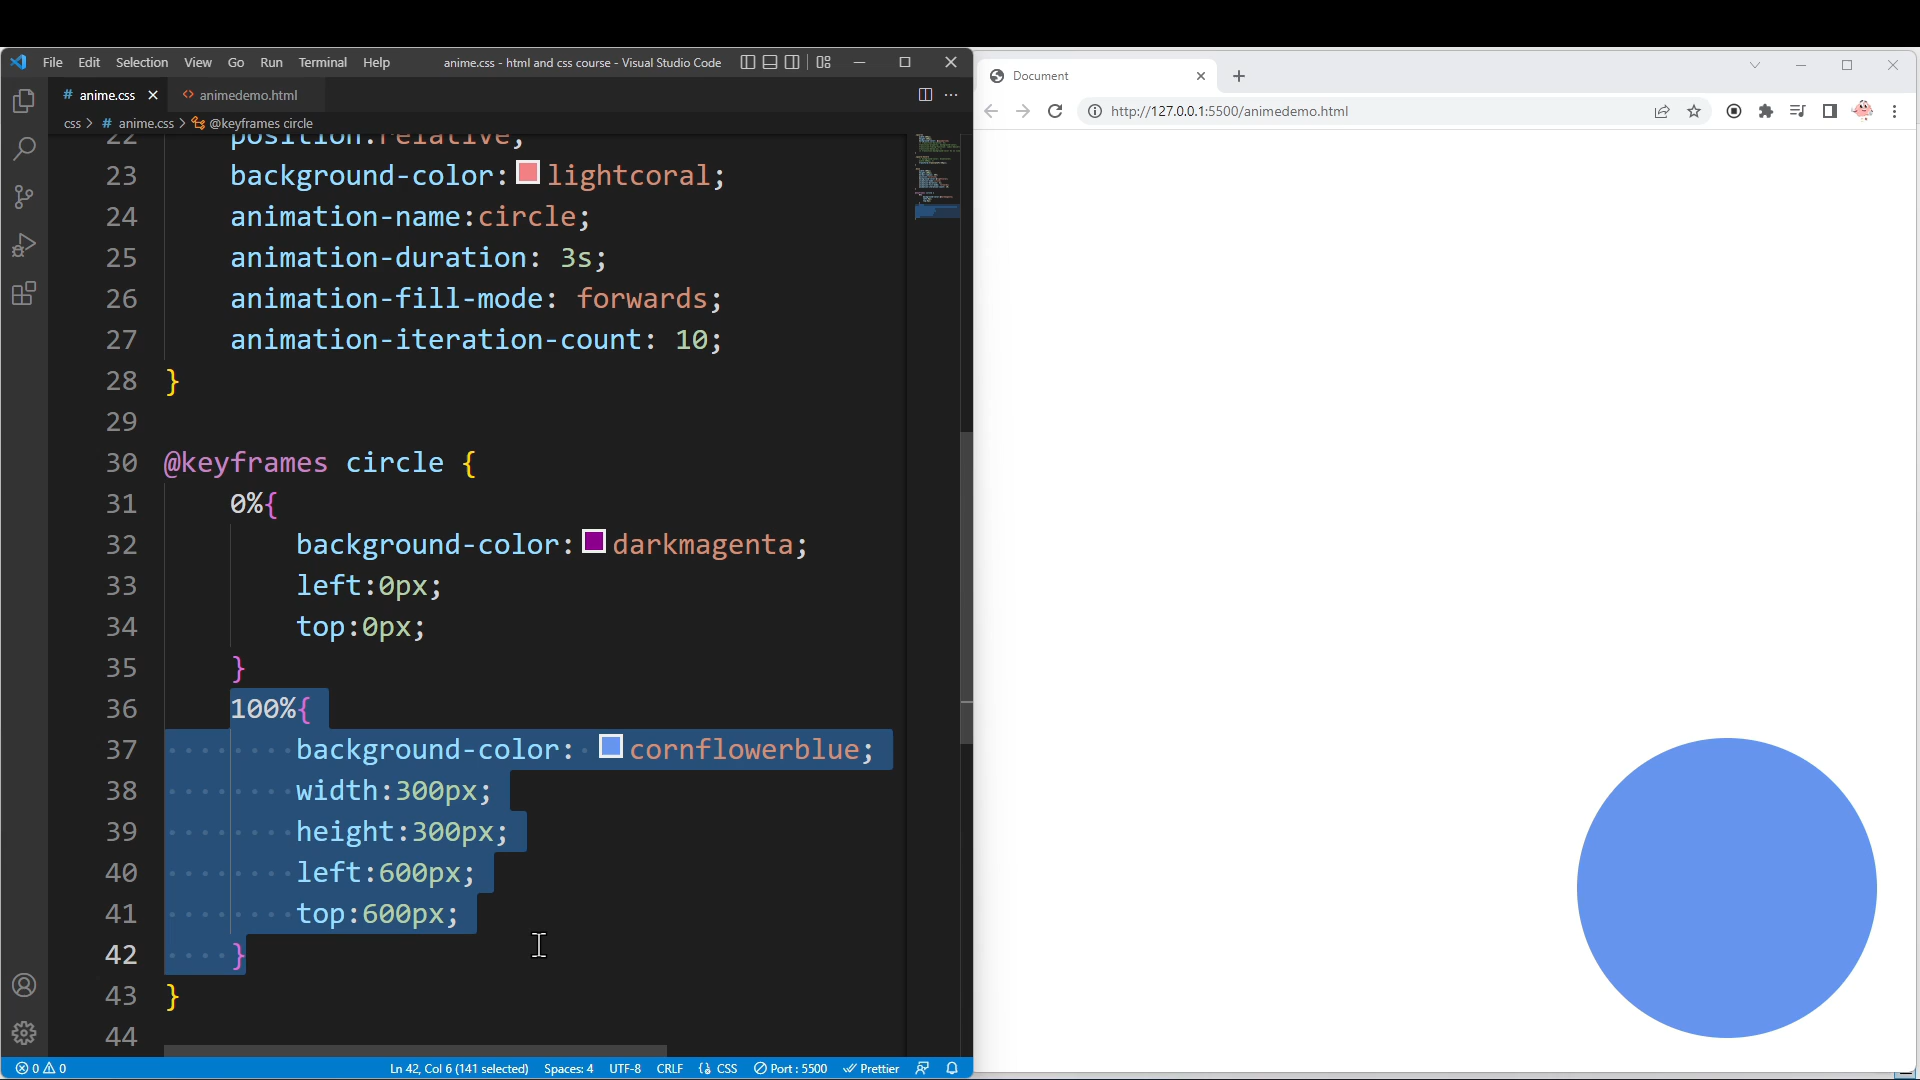 File Edit Selection View Go Run Terminal Help anime.css - html and css course - Visual Studio Code
# anime.css
<> animedemo.html
css > # anime.css > @keyframes circle
22 position:relative;
23 background-color: lightcoral;
24 animation-name:circle;
25 animation-duration: 3s;
26 animation-fill-mode: forwards;
27 animation-iteration-count: 10;
28 }
29
30 @keyframes circle {
31 0%{
32 background-color: darkmagenta;
33 left:0px;
34 top:0px;
35 }
36 100%{
37 background-color: cornflowerblue;
38 width:300px;
39 height:300px;
40 left:600px;
41 top:600px;
42 }
43 }
44
0 0 Ln 42, Col 6 (141 selected) Spaces: 4 UTF-8 CRLF {} CSS Port : 5500 Prettier
Document
http://127.0.0.1:5500/animedemo.html